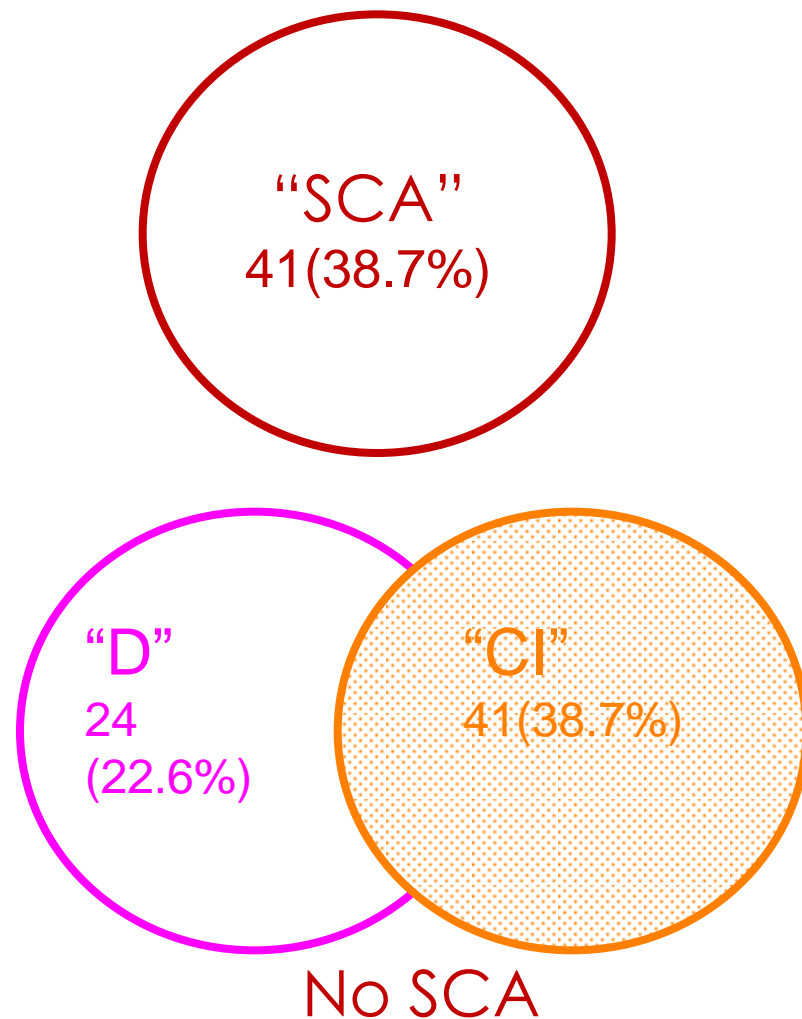 “SCA”
41(38.7%)
“D”
24
(22.6%)
“CI”
41(38.7%)
No SCA